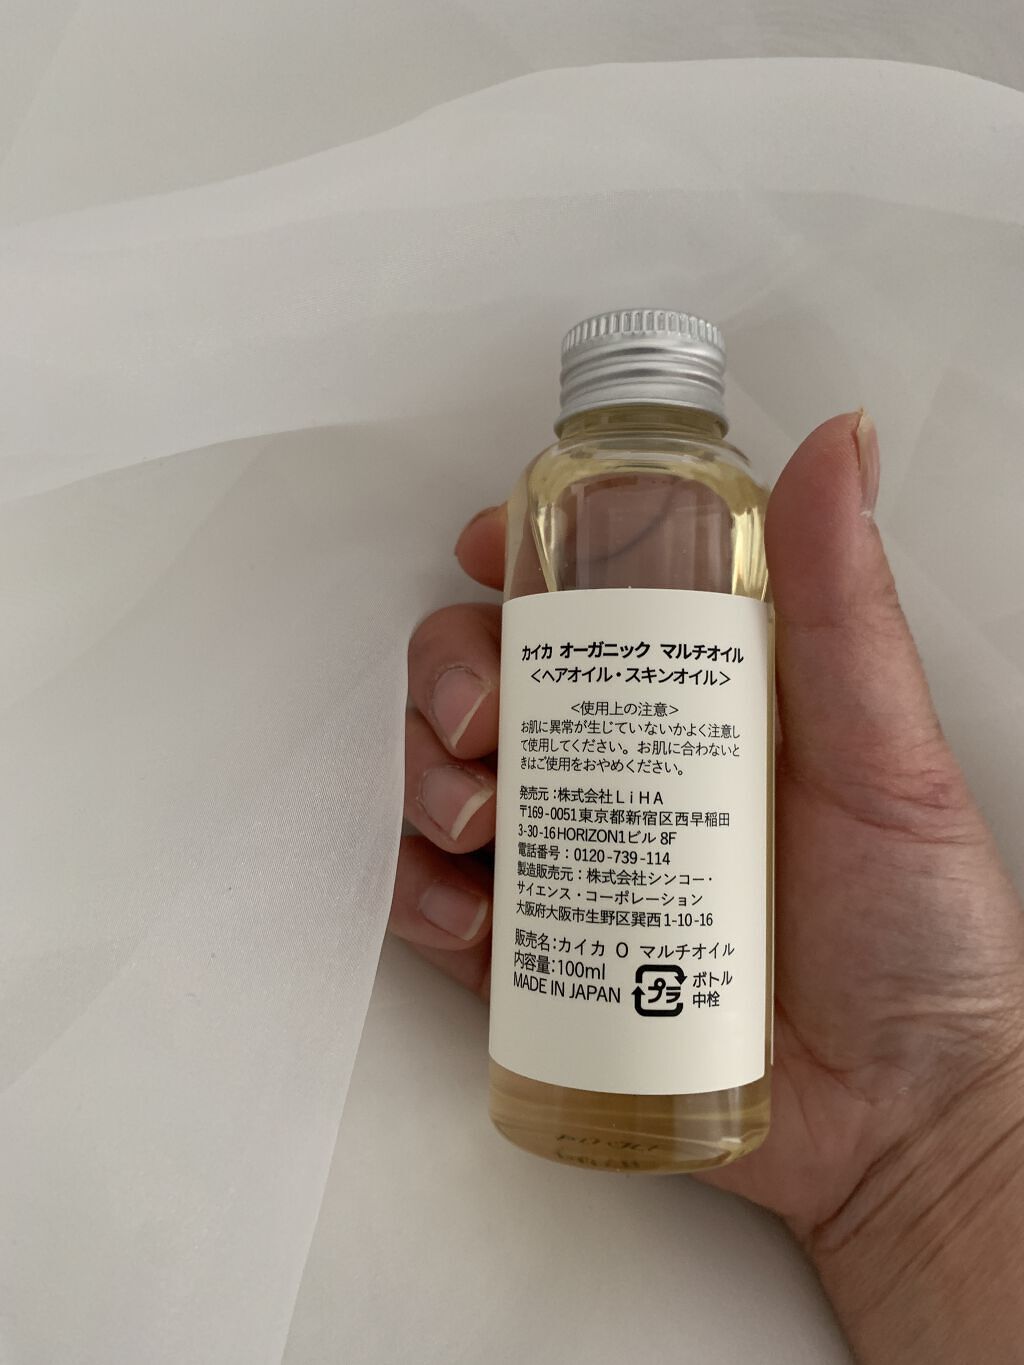 カイカ オーガニック マルチオイル
<ヘアオイル・スキンオイル>
<使用上の注意>
お肌に異常が生じていないかよく注意し
て使用してください。お肌に合わないと
きはご使用をおやめください。
発売元:株式会社LiHA
〒169-0051東京都新宿区西早稲田
3-30-16HORIZON1ビル 8F
電話番号:0120-739-114
製造販売元:株式会社シンコー・
サイエンス・コーポレーション
大阪府大阪市生野区巽西1-10-16
販売名:カイカ O マルチオイル
内容量:100ml
MADE IN JAPAN
プラ
ボトル
中栓